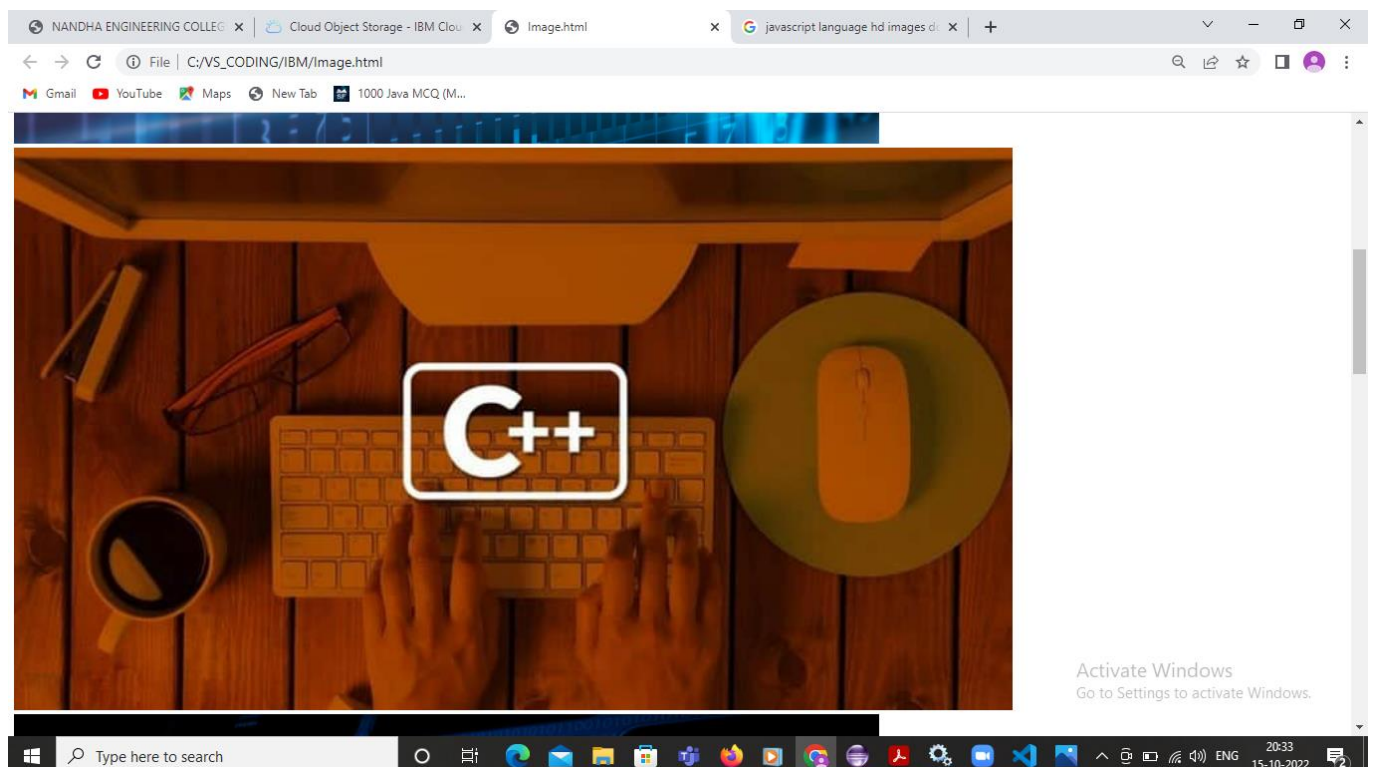 NANDHA ENGINEERING COLLEG
Cloud Object Storage - IBM Clou
Image.html
javascript language hd images d
File
C:/VS_CODING/IBM/Image.html
Gmail
YouTube
Maps
New Tab
1000 Java MCQ (M...
C++
Activate Windows
Go to Settings to activate Windows.
Type here to search
ENG
20:33
15-10-2022
2